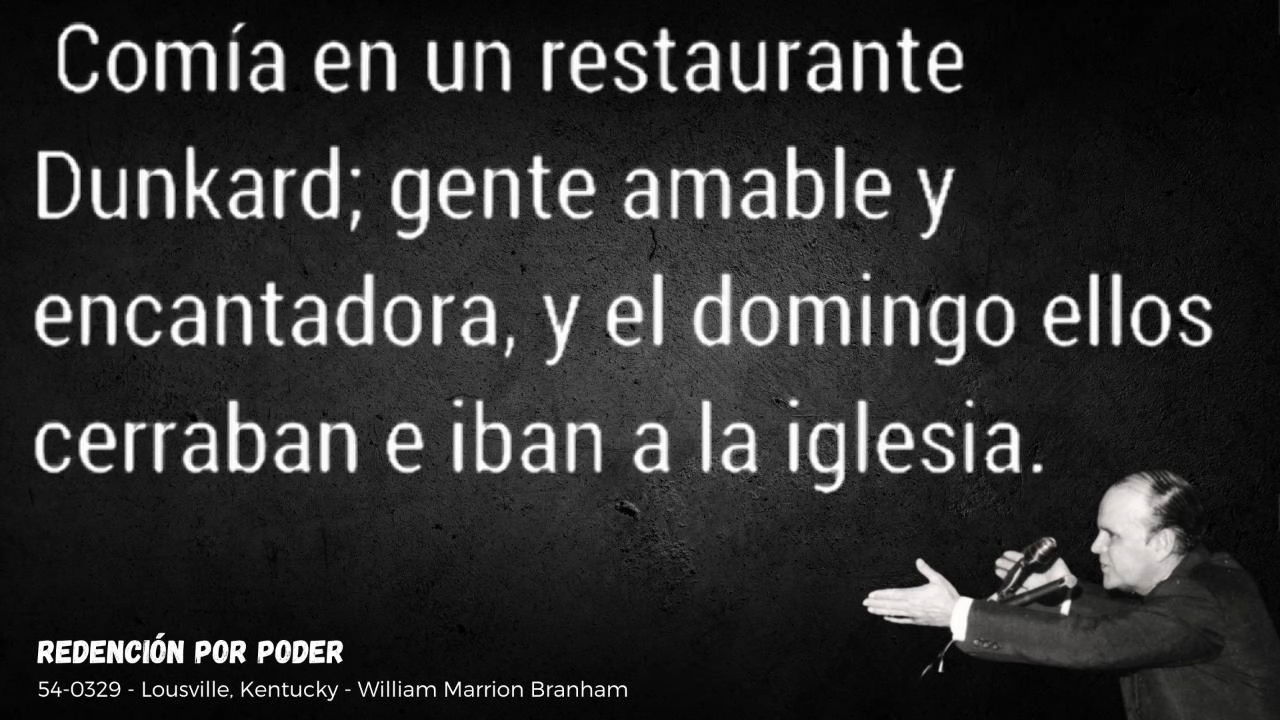 Comía en un restaurante
Dunkard; gente amable y
encantadora, y el domingo ellos
cerraban e iban a la iglesia.
REDENCIÓN POR PODER
54-0329 - Lousville, Kentucky - William Marrion Branham